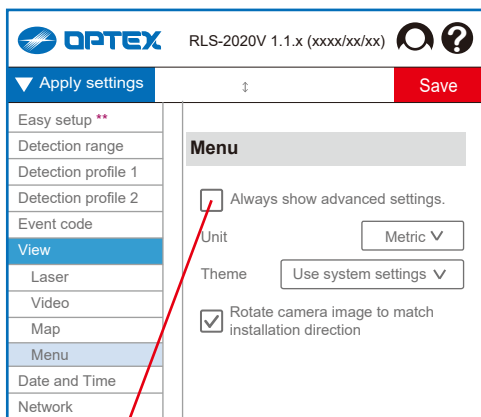 OPTEX RLS-2020V 1.1.x (xxxx/xx/xx) ?
▼ Apply settings ↕ Save
Easy setup **
Detection range
Detection profile 1
Detection profile 2
Event code
View
Laser
Video
Map
Menu
Date and Time
Network
Menu
Always show advanced settings.
Unit Metric
Theme Use system settings
Rotate camera image to match
installation direction